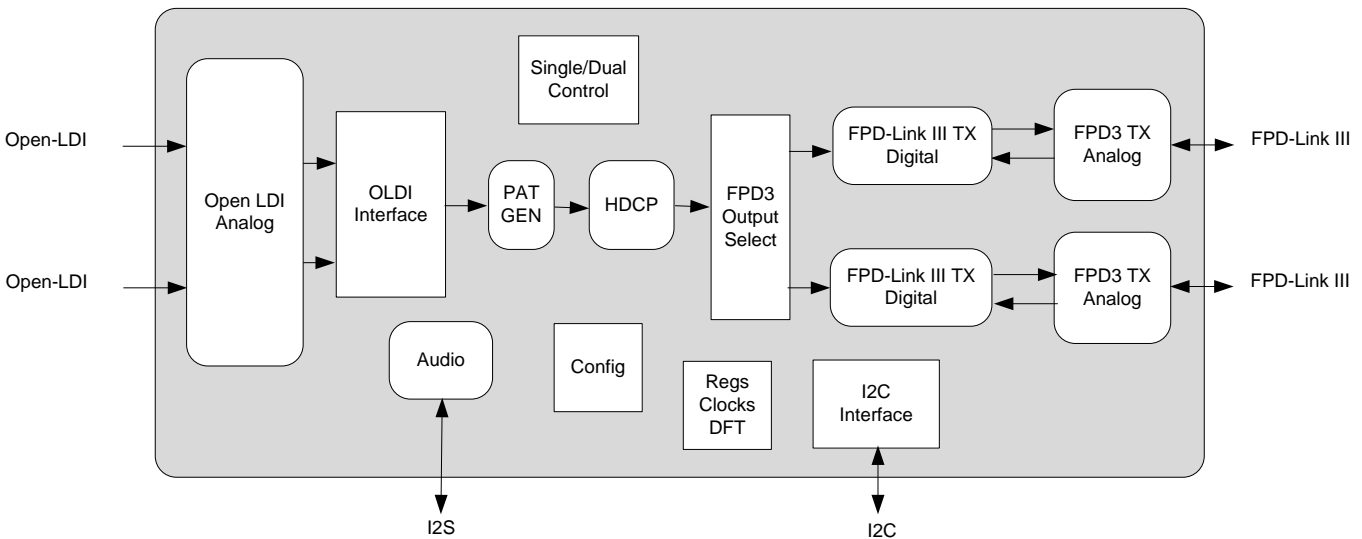 Single/Dual
Control
Open-LDI
Open-LDI
Open LDI
Analog
OLDI
Interface
PAT
GEN
HDCP
FPD3
Output
Select
FPD-Link III TX
Digital
FPD3 TX
Analog
FPD-Link III
FPD-Link III TX
Digital
FPD3 TX
Analog
FPD-Link III
Audio
Config
Regs
Clocks
DFT
I2C
Interface
I2S
I2C